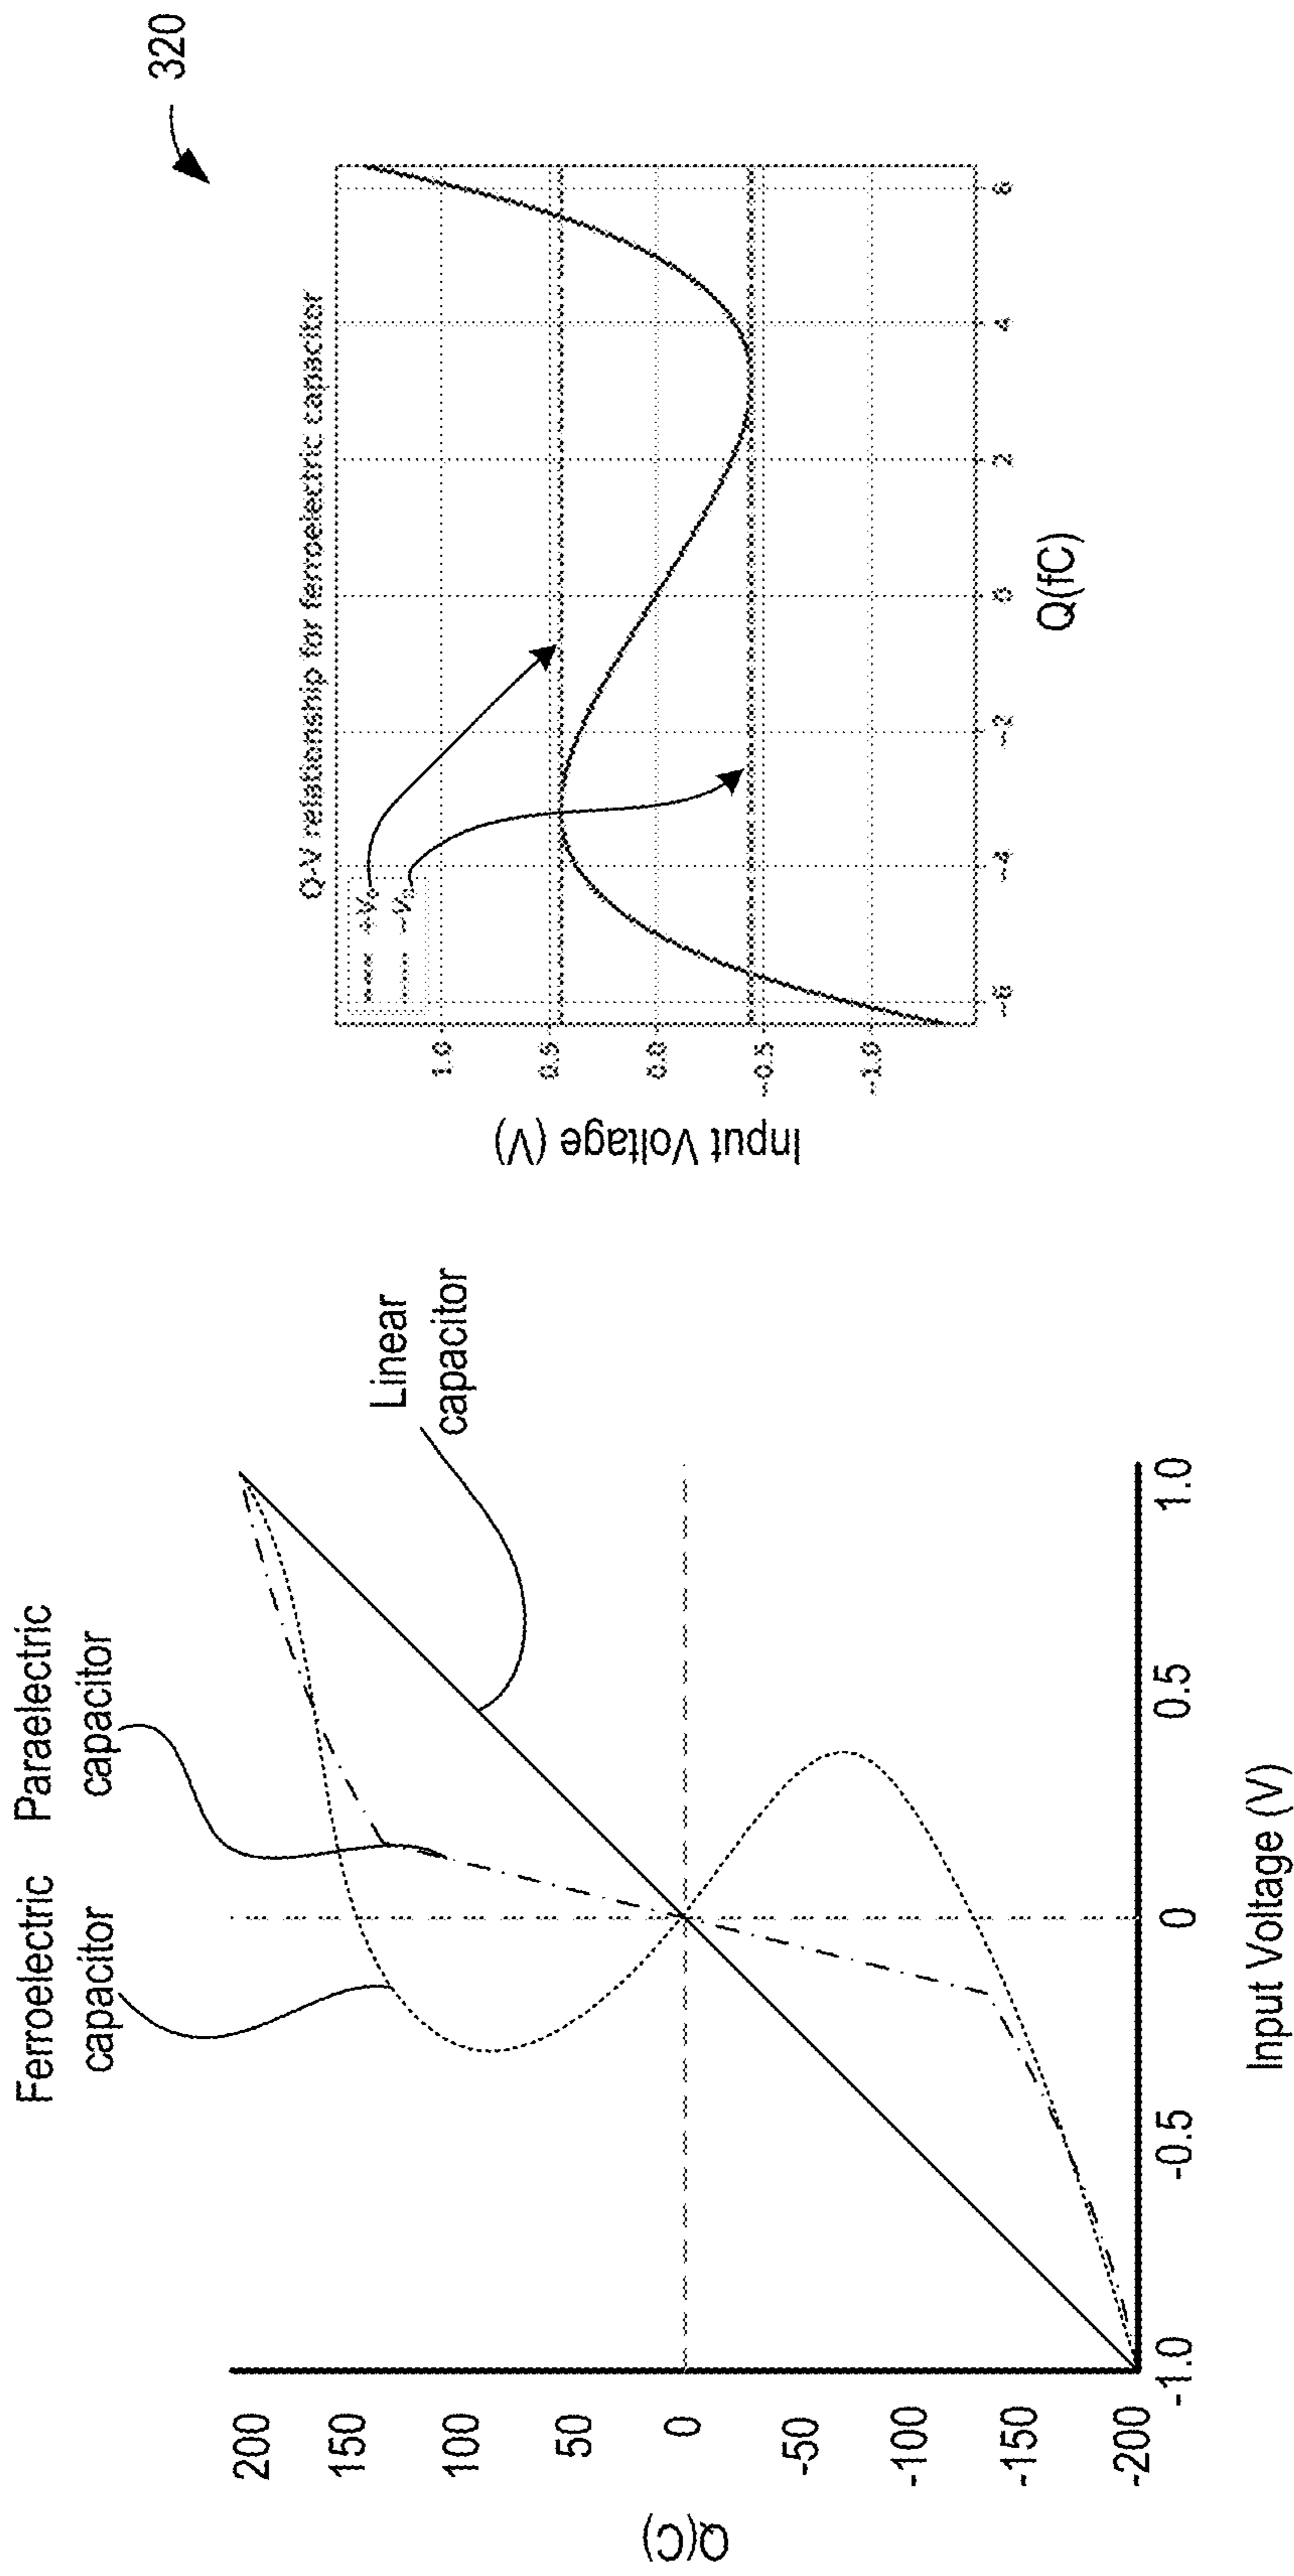 Ferroelectric
capacitor
Paraelectric
capacitor
Linear
capacitor
Q(C)
200
150
100
50
0
-50
-100
-150
-200
-1.0
-0.5
0
0.5
1.0
Input Voltage (V)
320
Q-V relationship for ferroelectric capacitor
+V₀
-V₀
Input Voltage (V)
1.0
0.5
0.0
-0.5
-1.0
-6
-4
-2
0
2
4
6
Q(fC)